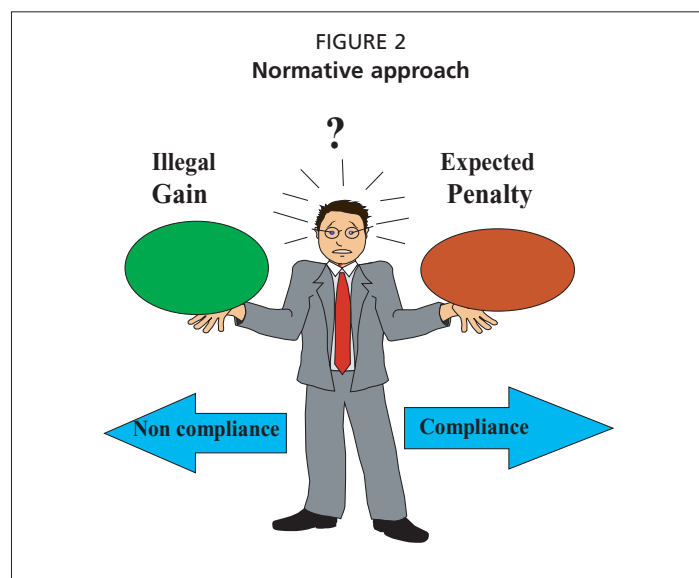 FIGURE 2
Normative approach
?
Illegal
Gain
Expected
Penalty
Non compliance
Compliance